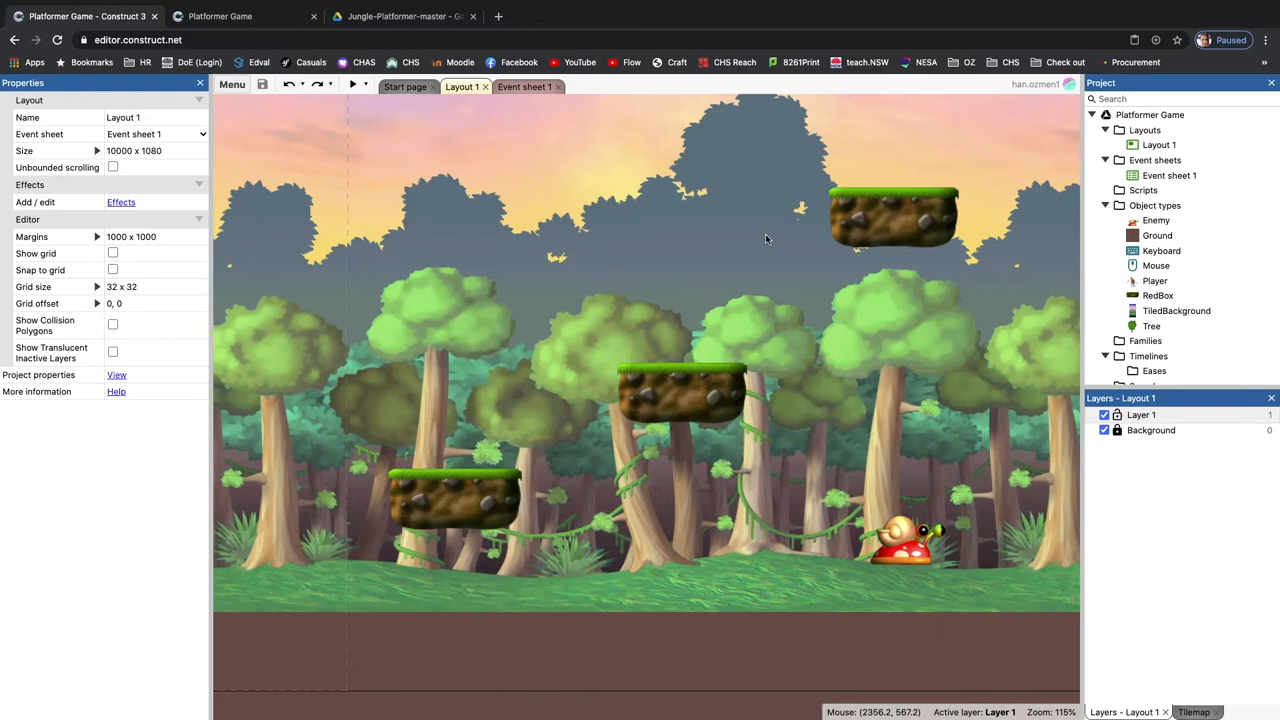 Platformer Game - Construct 3
Platformer Game
Jungle-Platformer-master - Go
editor.construct.net
Paused
Apps
Bookmarks
HR
DoE (LogIn)
Edval
Casuals
CHAS
CHS
Moodle
Facebook
YouTube
Flow
Craft
CHS Reach
8261Print
teach.NSW
NESA
OZ
CHS
Check out
Procurement
Properties
Menu
Start page
Layout 1
Event sheet 1
han.ozmen1
Layout
Name Layout 1
Event sheet Event sheet 1
Size 10000 x 1080
Unbounded scrolling
Effects
Add / edit Effects
Editor
Margins 1000 x 1000
Show grid
Snap to grid
Grid size 32 x 32
Grid offset 0, 0
Show Collision
Polygons
Show Translucent
Inactive Layers
Project properties View
More information Help
Project
Search
Platformer Game
Layouts
Layout 1
Event sheets
Event sheet 1
Scripts
Object types
Enemy
Ground
Keyboard
Mouse
Player
RedBox
TiledBackground
Tree
Families
Timelines
Eases
Layers - Layout 1
Layer 1 1
Background 0
Mouse: (2356.2, 567.2) Active layer: Layer 1 Zoom: 115%
Layers - Layout 1
Tilemap